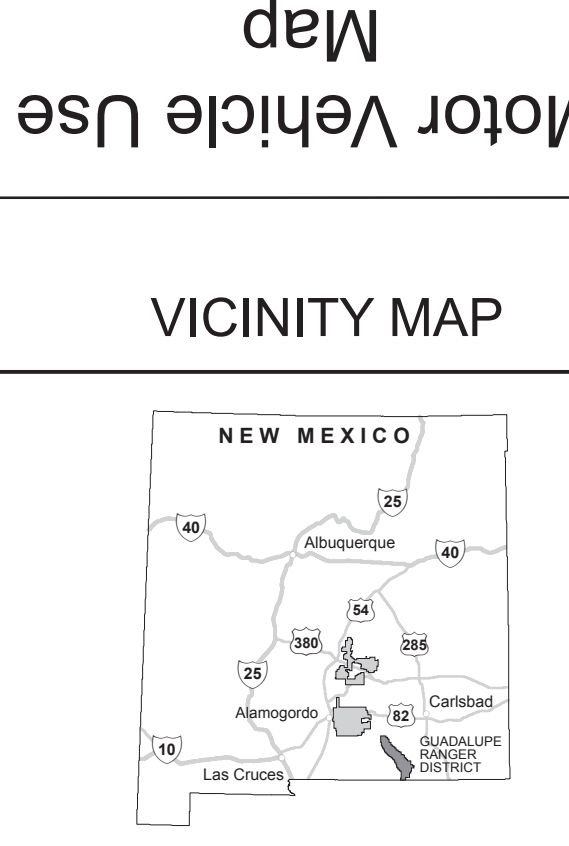 Motor Vehicle Use
Map
VICINITY MAP
NEW MEXICO
25
40
Albuquerque
40
54
380
285
25
Carlsbad
Alamogordo
82
GUADALUPE
RANGER
DISTRICT
10
Las Cruces